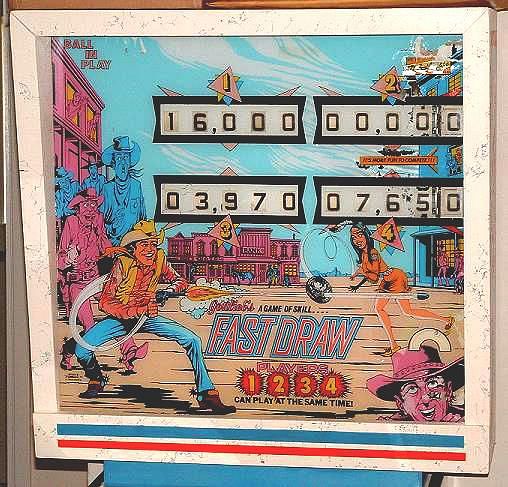 BALL
IN
PLAY
1
2
16,000
00,000
IT'S MORE FUN TO COMPETE!!!
03,970
07,650
3
4
BANK
Gottlieb's A GAME OF SKILL....
FAST DRAW
PLAYERS
1 2 3 4
CAN PLAY AT THE SAME TIME!